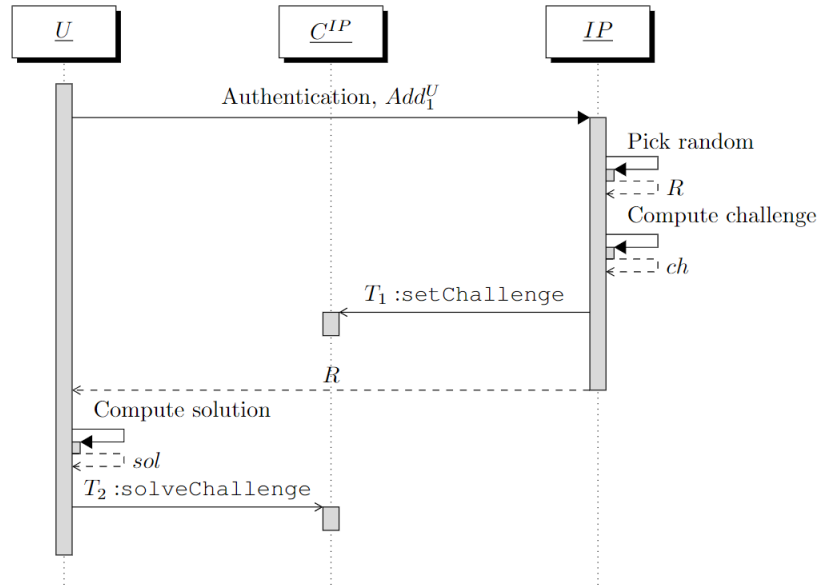 U
C^{IP}
IP
Authentication, Add_1^U
Pick random
R
Compute challenge
ch
T_1 :setChallenge
R
Compute solution
sol
T_2 :solveChallenge